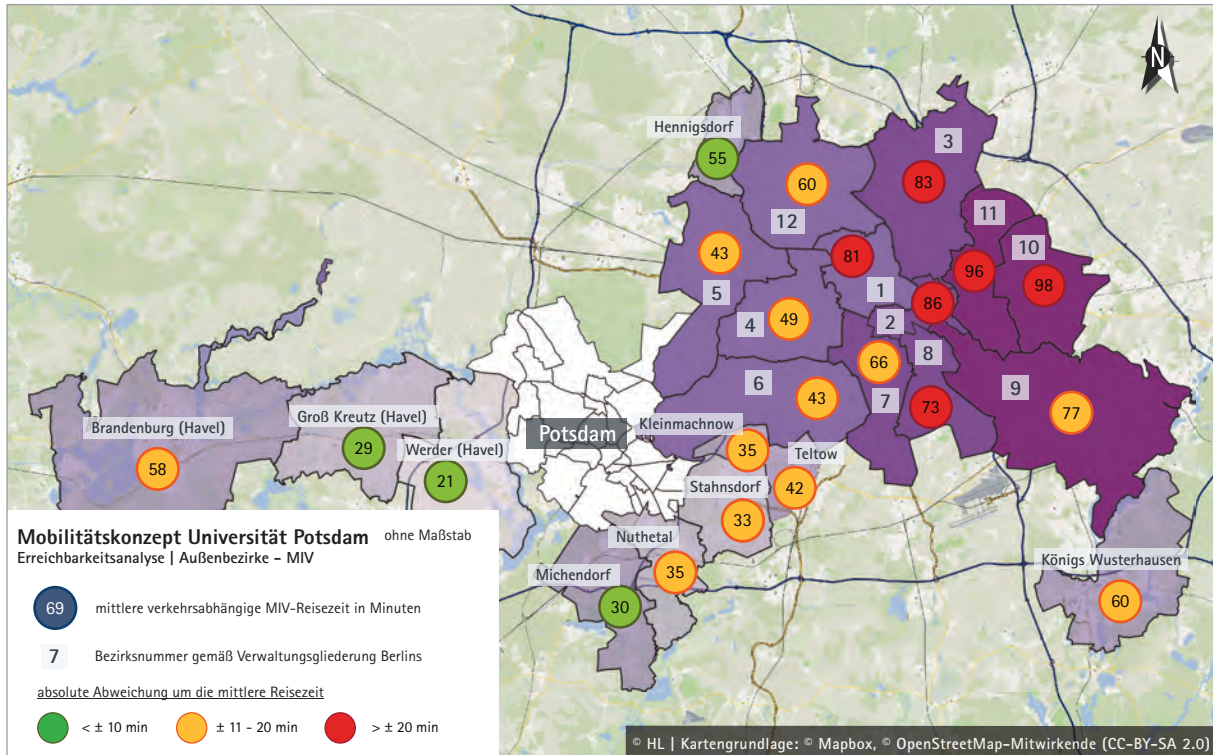 N
Hennigsdorf
55
3
60
83
12
11
10
43
81
96
98
5
1
86
49
4
2
66
8
6
9
43
7
73
77
Groß Kreutz (Havel)
Brandenburg (Havel)
29
58
Werder (Havel)
21
Potsdam
Kleinmachnow
35
Teltow
42
Stahnsdorf
33
Nuthetal
35
Michendorf
30
Königs Wusterhausen
60
Mobilitätskonzept Universität Potsdam ohne Maßstab
Erreichbarkeitsanalyse | Außenbezirke - MIV
69 mittlere verkehrsabhängige MIV-Reisezeit in Minuten
7 Bezirksnummer gemäß Verwaltungsgliederung Berlins
absolute Abweichung um die mittlere Reisezeit
< ± 10 min ± 11 - 20 min > ± 20 min
© HL | Kartengrundlage: © Mapbox, © OpenStreetMap-Mitwirkende (CC-BY-SA 2.0)